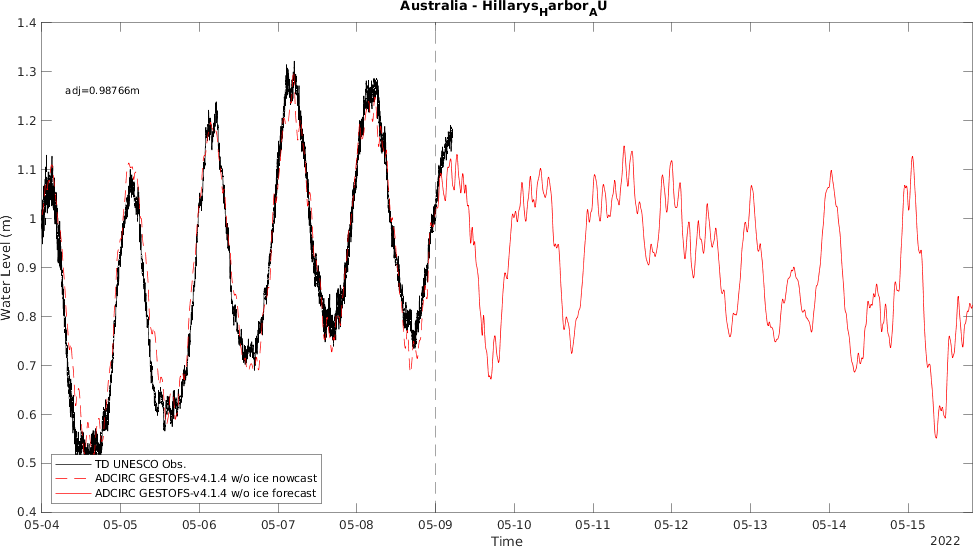 Australia - HillarysHarborAU
1.4
1.3
adj=0.98766m
1.2
1.1
1
0.9
0.8
0.7
0.6
0.5
0.4
Water Level (m)
TD UNESCO Obs.
ADCIRC GESTOFS-v4.1.4 w/o ice nowcast
ADCIRC GESTOFS-v4.1.4 w/o ice forecast
05-04 05-05 05-06 05-07 05-08 05-09 05-10 05-11 05-12 05-13 05-14 05-15
Time
2022